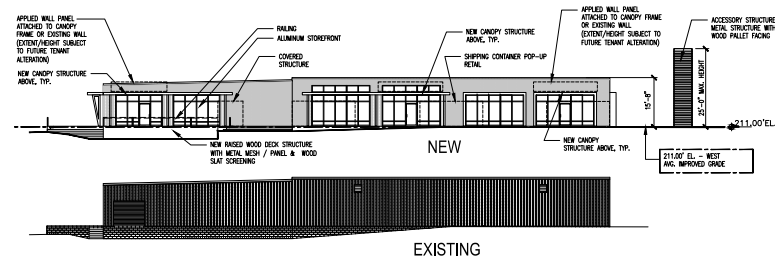 APPLIED WALL PANEL
ATTACHED TO CANOPY
FRAME OR EXISTING WALL
(EXTENT/HEIGHT SUBJECT
TO FUTURE TENANT
ALTERATION)
NEW CANOPY STRUCTURE
ABOVE, TYP.
RAILING
ALUMINUM STOREFRONT
COVERED
STRUCTURE
NEW CANOPY STRUCTURE
ABOVE, TYP.
SHIPPING CONTAINER POP-UP
RETAIL
APPLIED WALL PANEL
ATTACHED TO CANOPY FRAME
OR EXISTING WALL
(EXTENT/HEIGHT SUBJECT TO
FUTURE TENANT ALTERATION)
ACCESSORY STRUCTURE
METAL STRUCTURE WITH
WOOD PALLET FACING
15'-8"
25'-0" MAX. HEIGHT
211.00' EL.
NEW RAISED WOOD DECK STRUCTURE
WITH METAL MESH / PANEL & WOOD
SLAT SCREENING
NEW
NEW CANOPY
STRUCTURE ABOVE, TYP.
211.00' EL. - WEST
AVG. IMPROVED GRADE
EXISTING